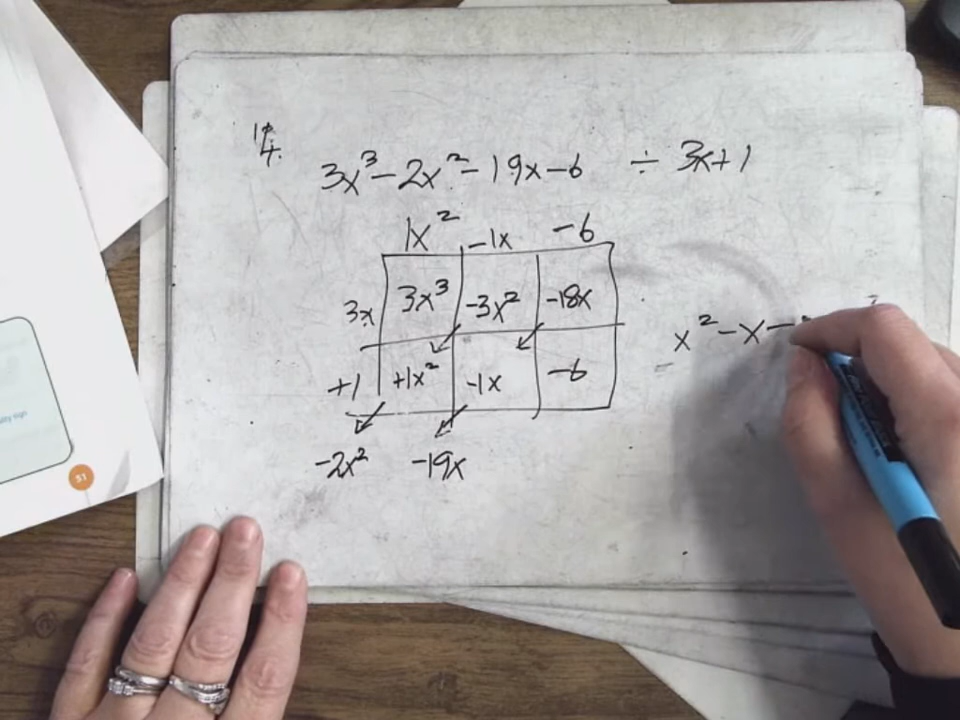 14.
3x³ - 2x² - 19x - 6 ÷ 3x+1
1x² -1x -6
3x 3x³ -3x² -18x
+1 +1x² -1x -6
-2x² -19x
x² - x -
51